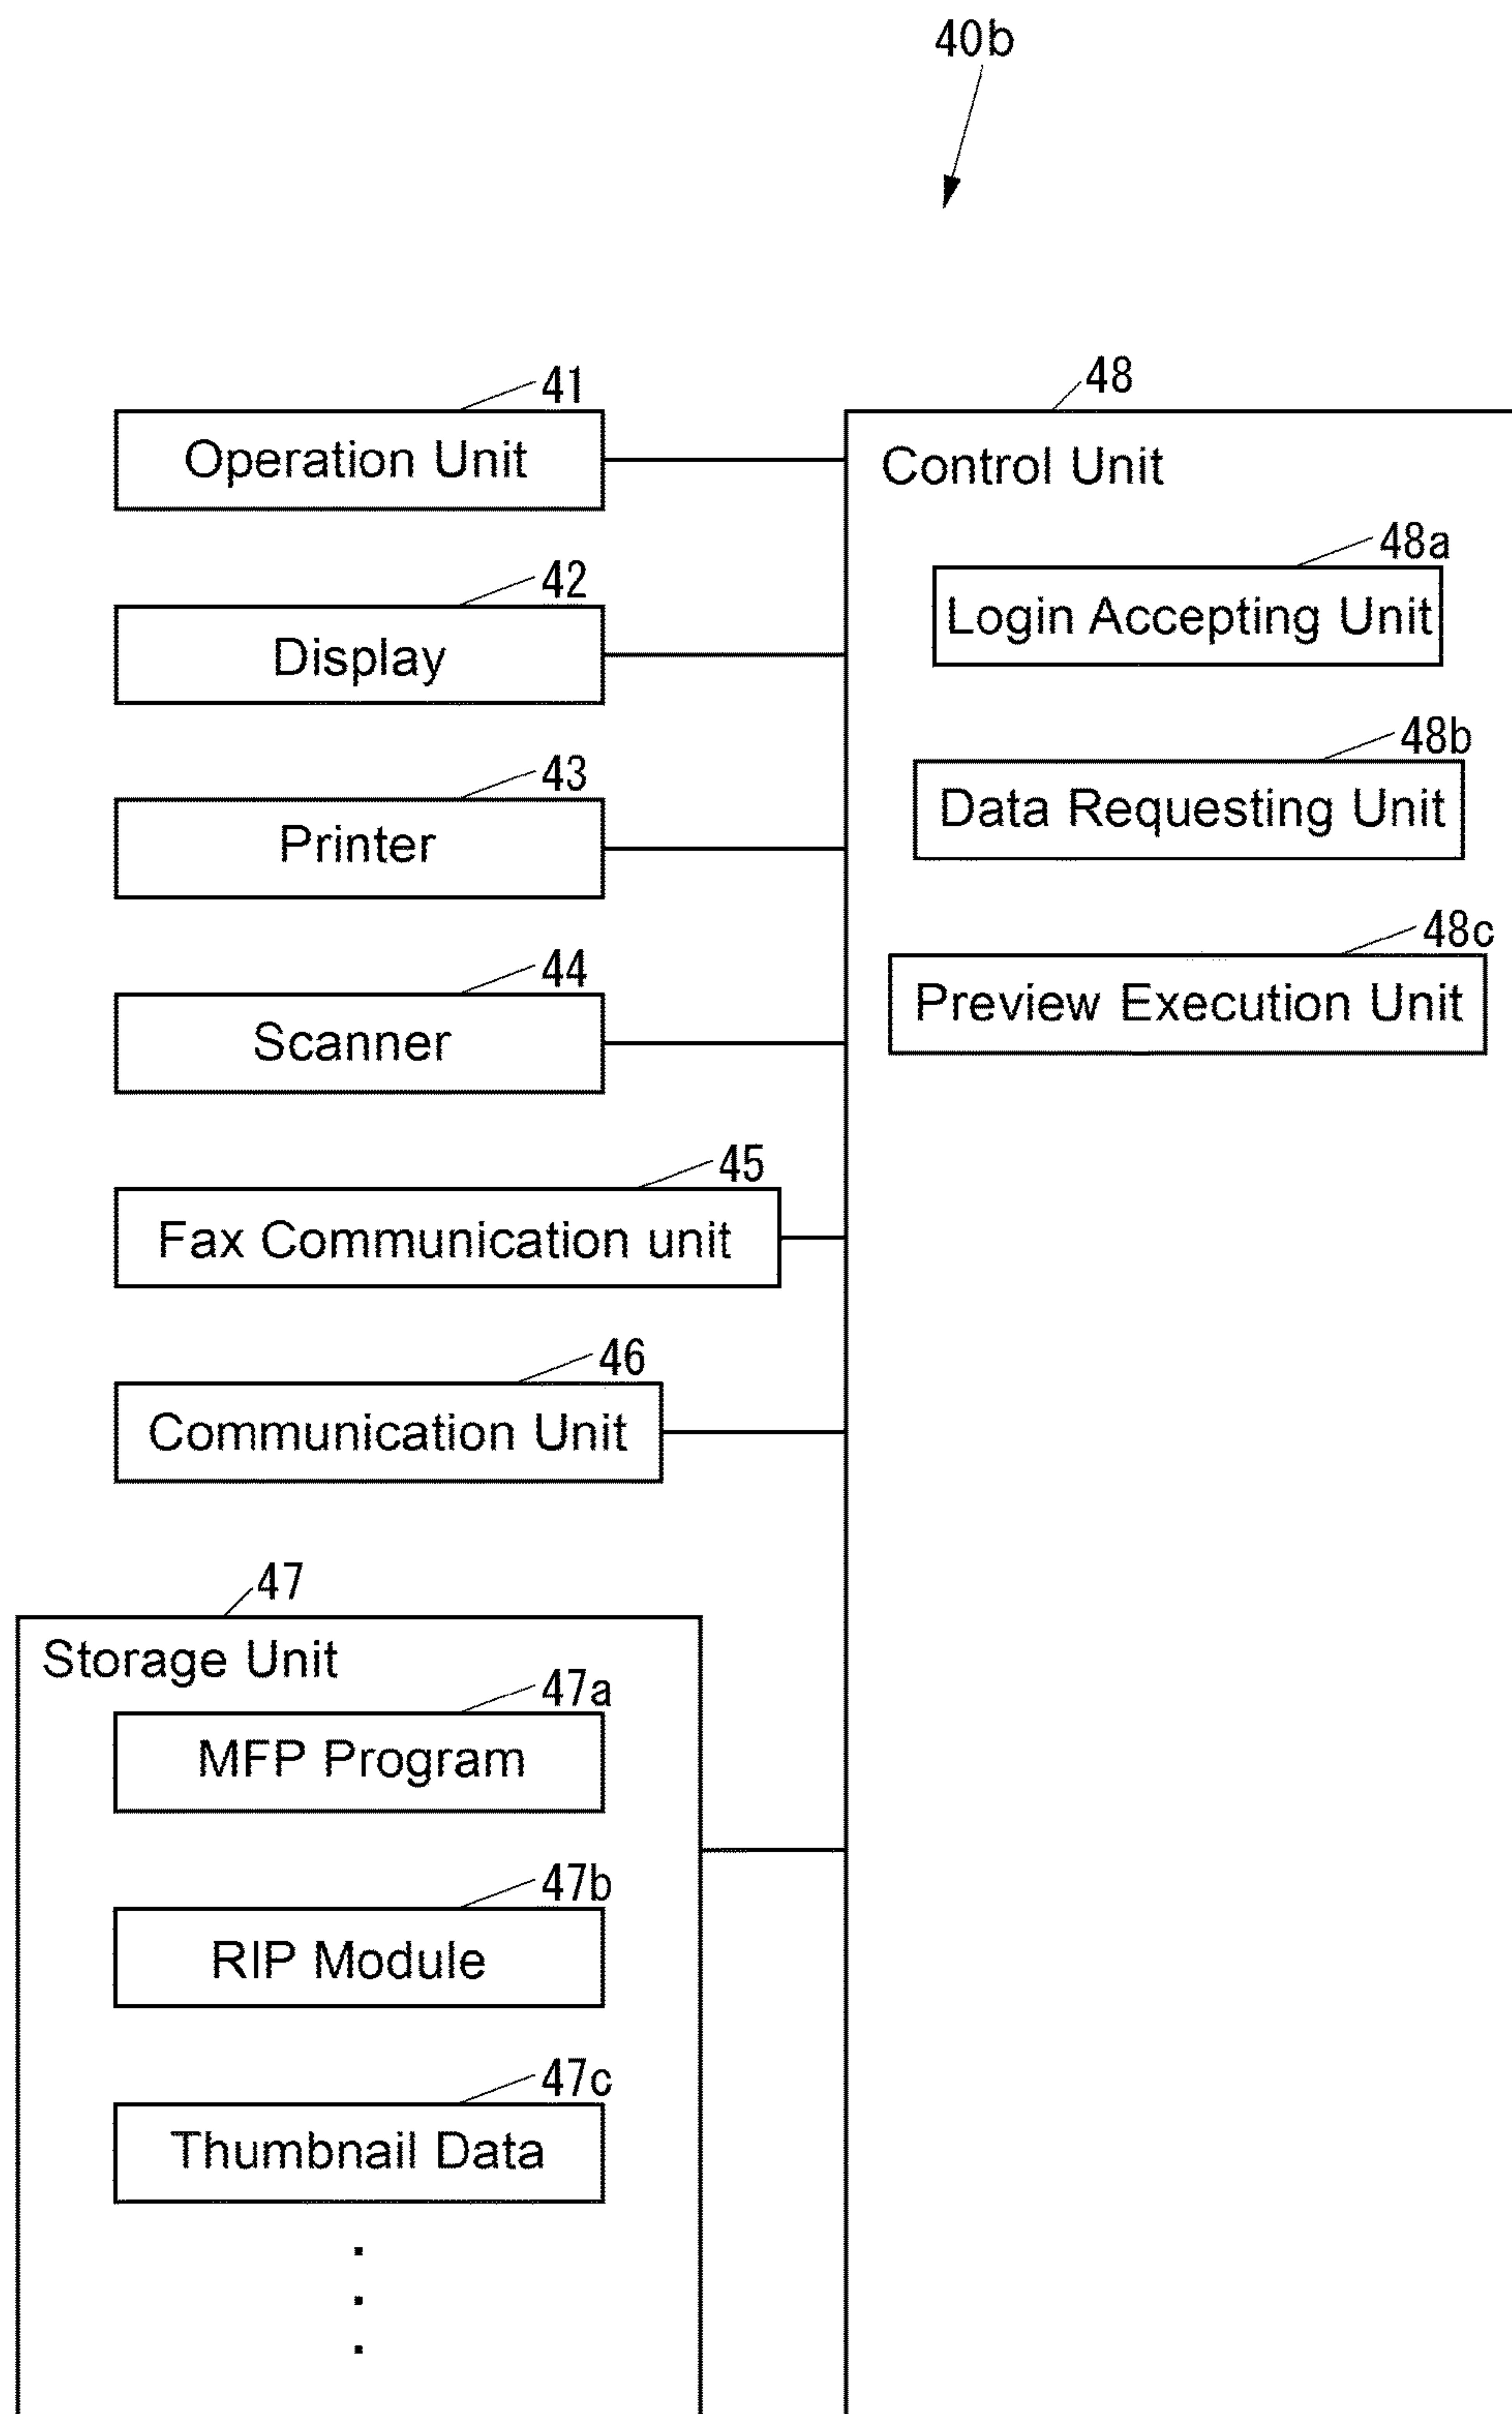 40b
41
Operation Unit
48
Control Unit
48a
Login Accepting Unit
42
Display
48b
Data Requesting Unit
43
Printer
48c
Preview Execution Unit
44
Scanner
45
Fax Communication unit
46
Communication Unit
47
Storage Unit
47a
MFP Program
47b
RIP Module
47c
Thumbnail Data